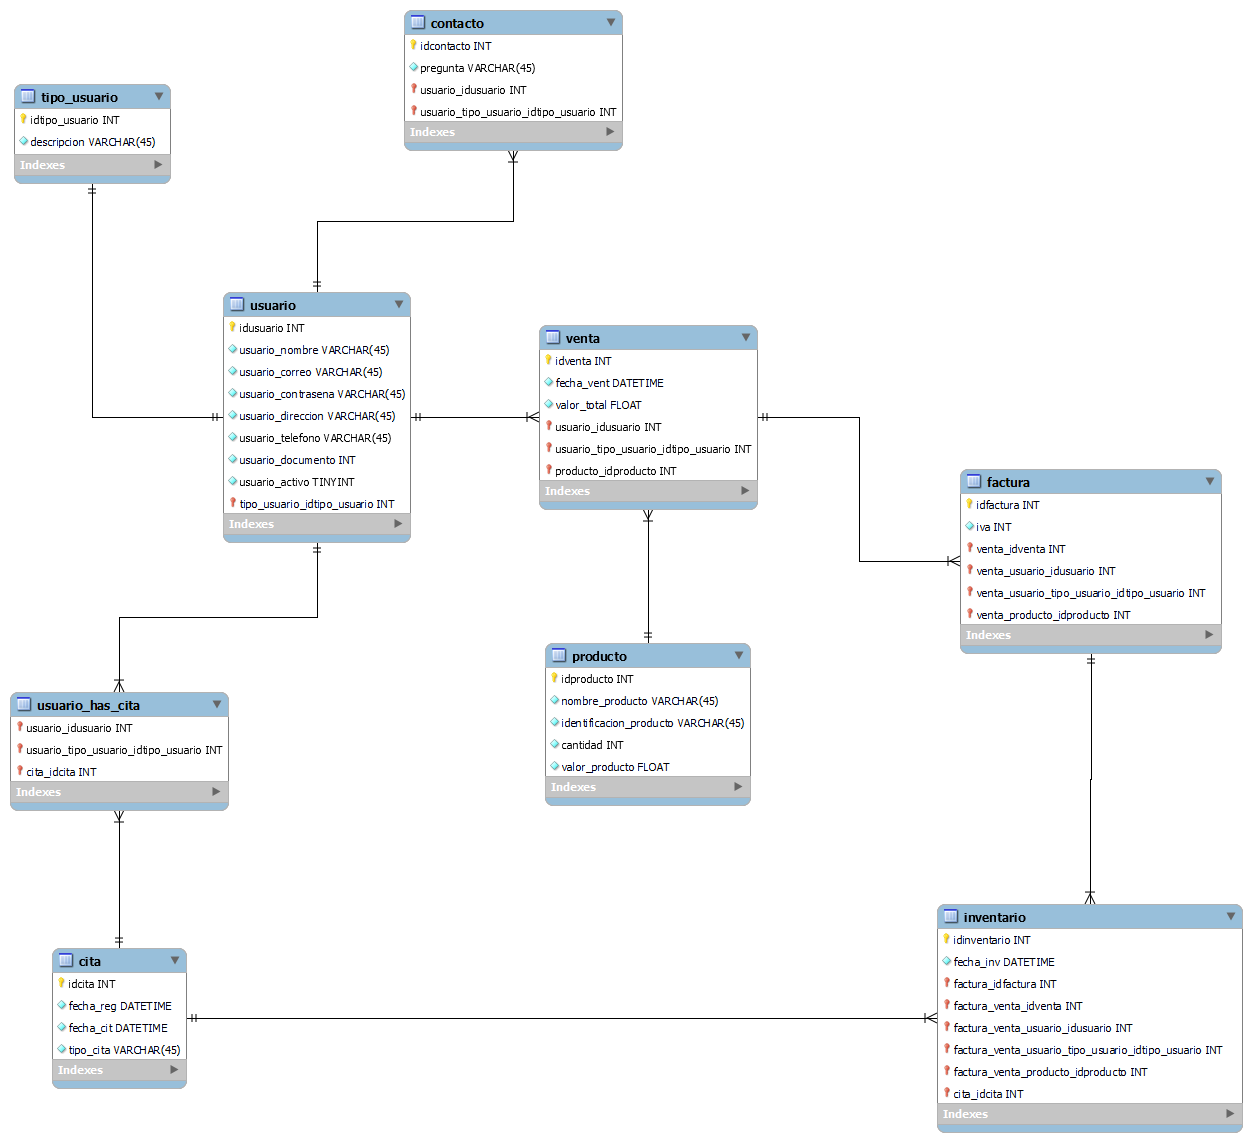 contacto
idcontacto INT
pregunta VARCHAR(45)
usuario_idusuario INT
usuario_tipo_usuario_idtipo_usuario INT
Indexes
tipo_usuario
idtipo_usuario INT
descripcion VARCHAR(45)
Indexes
usuario
idusuario INT
usuario_nombre VARCHAR(45)
usuario_correo VARCHAR(45)
usuario_contrasena VARCHAR(45)
usuario_direccion VARCHAR(45)
usuario_telefono VARCHAR(45)
usuario_documento INT
usuario_activo TINYINT
tipo_usuario_idtipo_usuario INT
Indexes
venta
idventa INT
fecha_vent DATETIME
valor_total FLOAT
usuario_idusuario INT
usuario_tipo_usuario_idtipo_usuario INT
producto_idproducto INT
Indexes
factura
idfactura INT
iva INT
venta_idventa INT
venta_usuario_idusuario INT
venta_usuario_tipo_usuario_idtipo_usuario INT
venta_producto_idproducto INT
Indexes
producto
idproducto INT
nombre_producto VARCHAR(45)
identificacion_producto VARCHAR(45)
cantidad INT
valor_producto FLOAT
Indexes
usuario_has_cita
usuario_idusuario INT
usuario_tipo_usuario_idtipo_usuario INT
cita_idcita INT
Indexes
cita
idcita INT
fecha_reg DATETIME
fecha_cit DATETIME
tipo_cita VARCHAR(45)
Indexes
inventario
idinventario INT
fecha_inv DATETIME
factura_idfactura INT
factura_venta_idventa INT
factura_venta_usuario_idusuario INT
factura_venta_usuario_tipo_usuario_idtipo_usuario INT
factura_venta_producto_idproducto INT
cita_idcita INT
Indexes